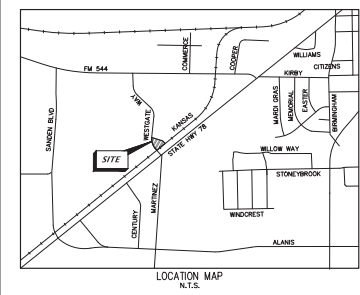 COMMERCE
COOPER
WILLIAMS
CITIZENS
FM 544
KIRBY
WAY
WESTGATE
KANSAS
STATE HWY 78
SANDEN BLVD
SITE
MARDI GRAS
MEMORIAL
EASTER
BIRMINGHAM
WILLOW WAY
STONEYBROOK
MARTINEZ
CENTURY
WINDCREST
ALANIS
LOCATION MAP
N.T.S.